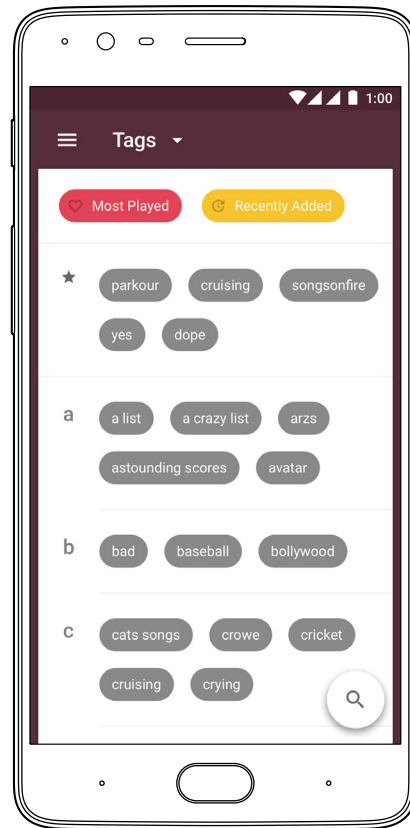 1:00
Tags
Most Played Recently Added
parkour cruising songsonfire
yes dope
a a list a crazy list arzs
astounding scores avatar
b bad baseball bollywood
c cats songs crowe cricket
cruising crying